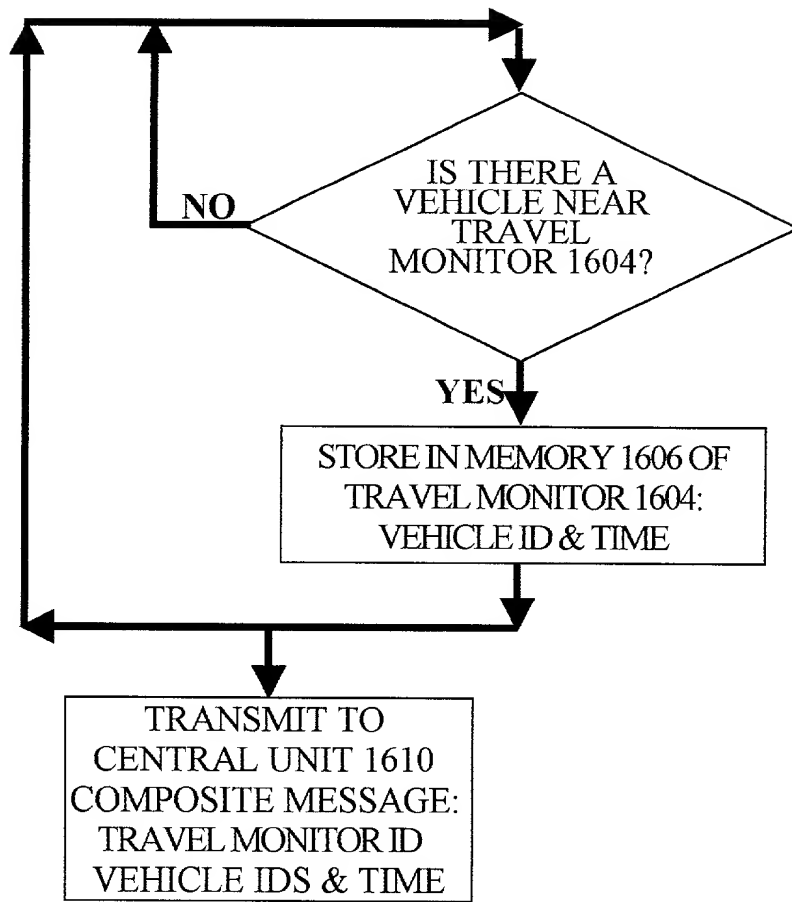 IS THERE A
VEHICLE NEAR
TRAVEL
MONITOR 1604?
NO
YES
STORE IN MEMORY 1606 OF
TRAVEL MONITOR 1604:
VEHICLE ID & TIME
TRANSMIT TO
CENTRAL UNIT 1610
COMPOSITE MESSAGE:
TRAVEL MONITOR ID
VEHICLE IDS & TIME